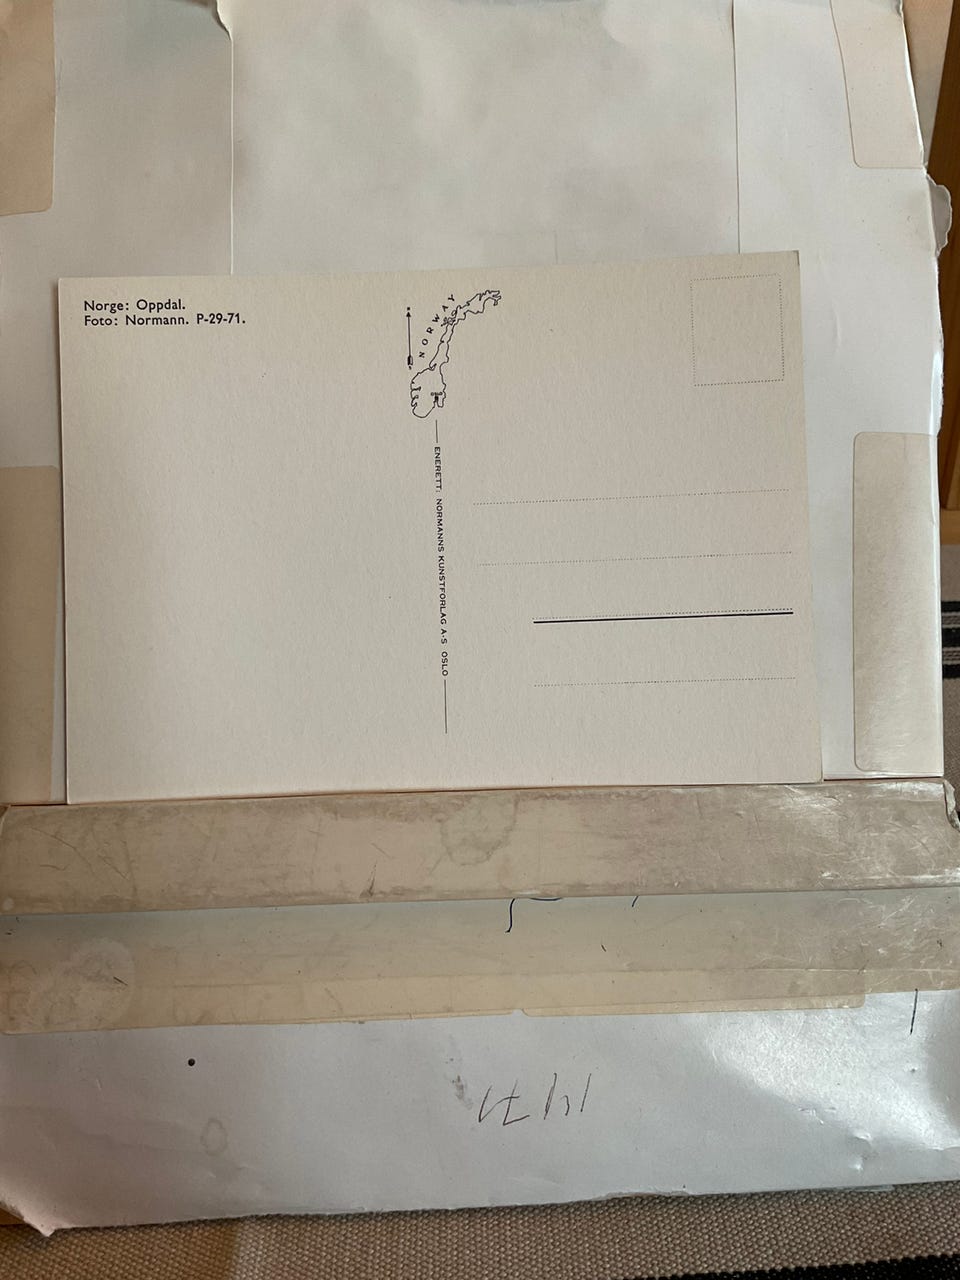 Norge: Oppdal.
Foto: Normann. P-29-71.
NORWAY
ENERETT: NORMANNS KUNSTFORLAG A-S OSLO